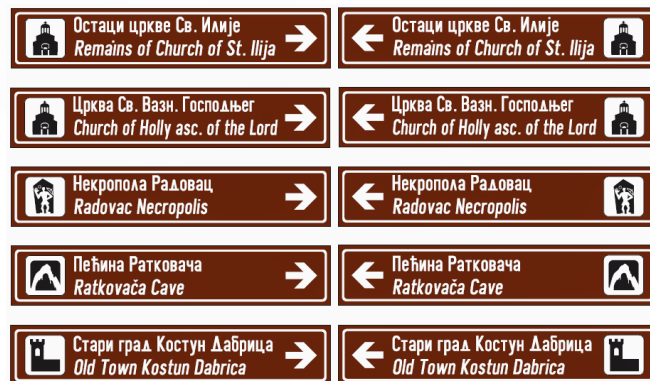 Остаци цркве Св. Илије
Remains of Church of St. Ilija
Остаци цркве Св. Илије
Remains of Church of St. Ilija
Црква Св. Вазн. Господњег
Church of Holly asc. of the Lord
Црква Св. Вазн. Господњег
Church of Holly asc. of the Lord
Некропола Радовац
Radovac Necropolis
Некропола Радовац
Radovac Necropolis
Пећина Ратковача
Ratkovača Cave
Пећина Ратковача
Ratkovača Cave
Стари град Костун Дабрица
Old Town Kostun Dabrica
Стари град Костун Дабрица
Old Town Kostun Dabrica